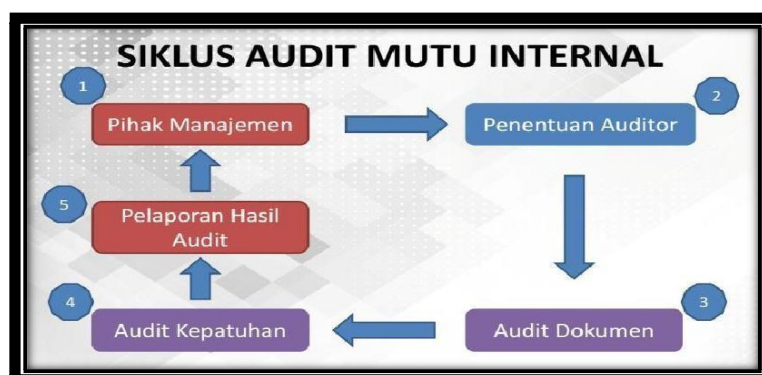 SIKLUS AUDIT MUTU INTERNAL
1
Pihak Manajemen
2
Penentuan Auditor
3
Audit Dokumen
4
Audit Kepatuhan
5
Pelaporan Hasil
Audit